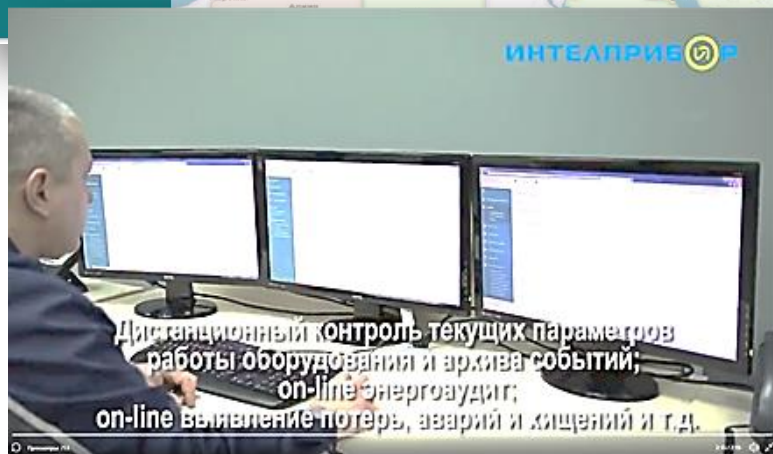 ИНТЕЛПРИБОР
Дистанционный контроль текущих параметров
работы оборудования и архива событий;
on-line энергоаудит;
on-line выявление потерь, аварий и хищений и т.д.